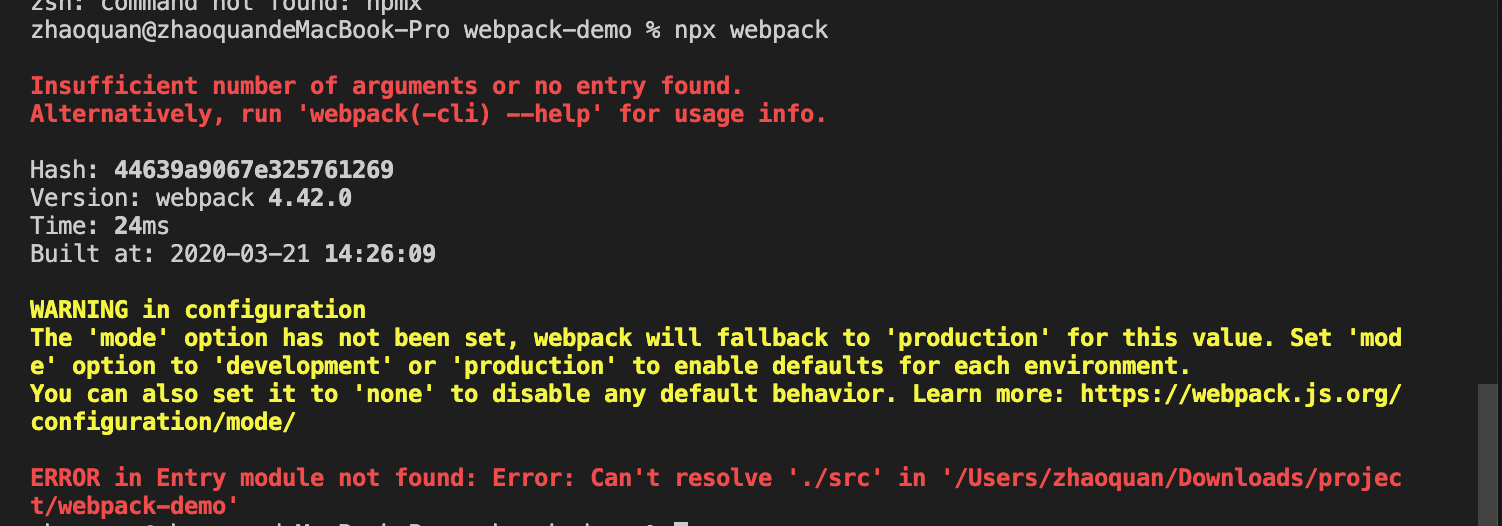 zsh: command not found: npmx
zhaoquan@zhaoquandeMacBook-Pro webpack-demo % npx webpack
Insufficient number of arguments or no entry found.
Alternatively, run 'webpack(-cli) --help' for usage info.
Hash: 44639a9067e325761269
Version: webpack 4.42.0
Time: 24ms
Built at: 2020-03-21 14:26:09
WARNING in configuration
The 'mode' option has not been set, webpack will fallback to 'production' for this value. Set 'mod
e' option to 'development' or 'production' to enable defaults for each environment.
You can also set it to 'none' to disable any default behavior. Learn more: https://webpack.js.org/
configuration/mode/
ERROR in Entry module not found: Error: Can't resolve './src' in '/Users/zhaoquan/Downloads/projec
t/webpack-demo'